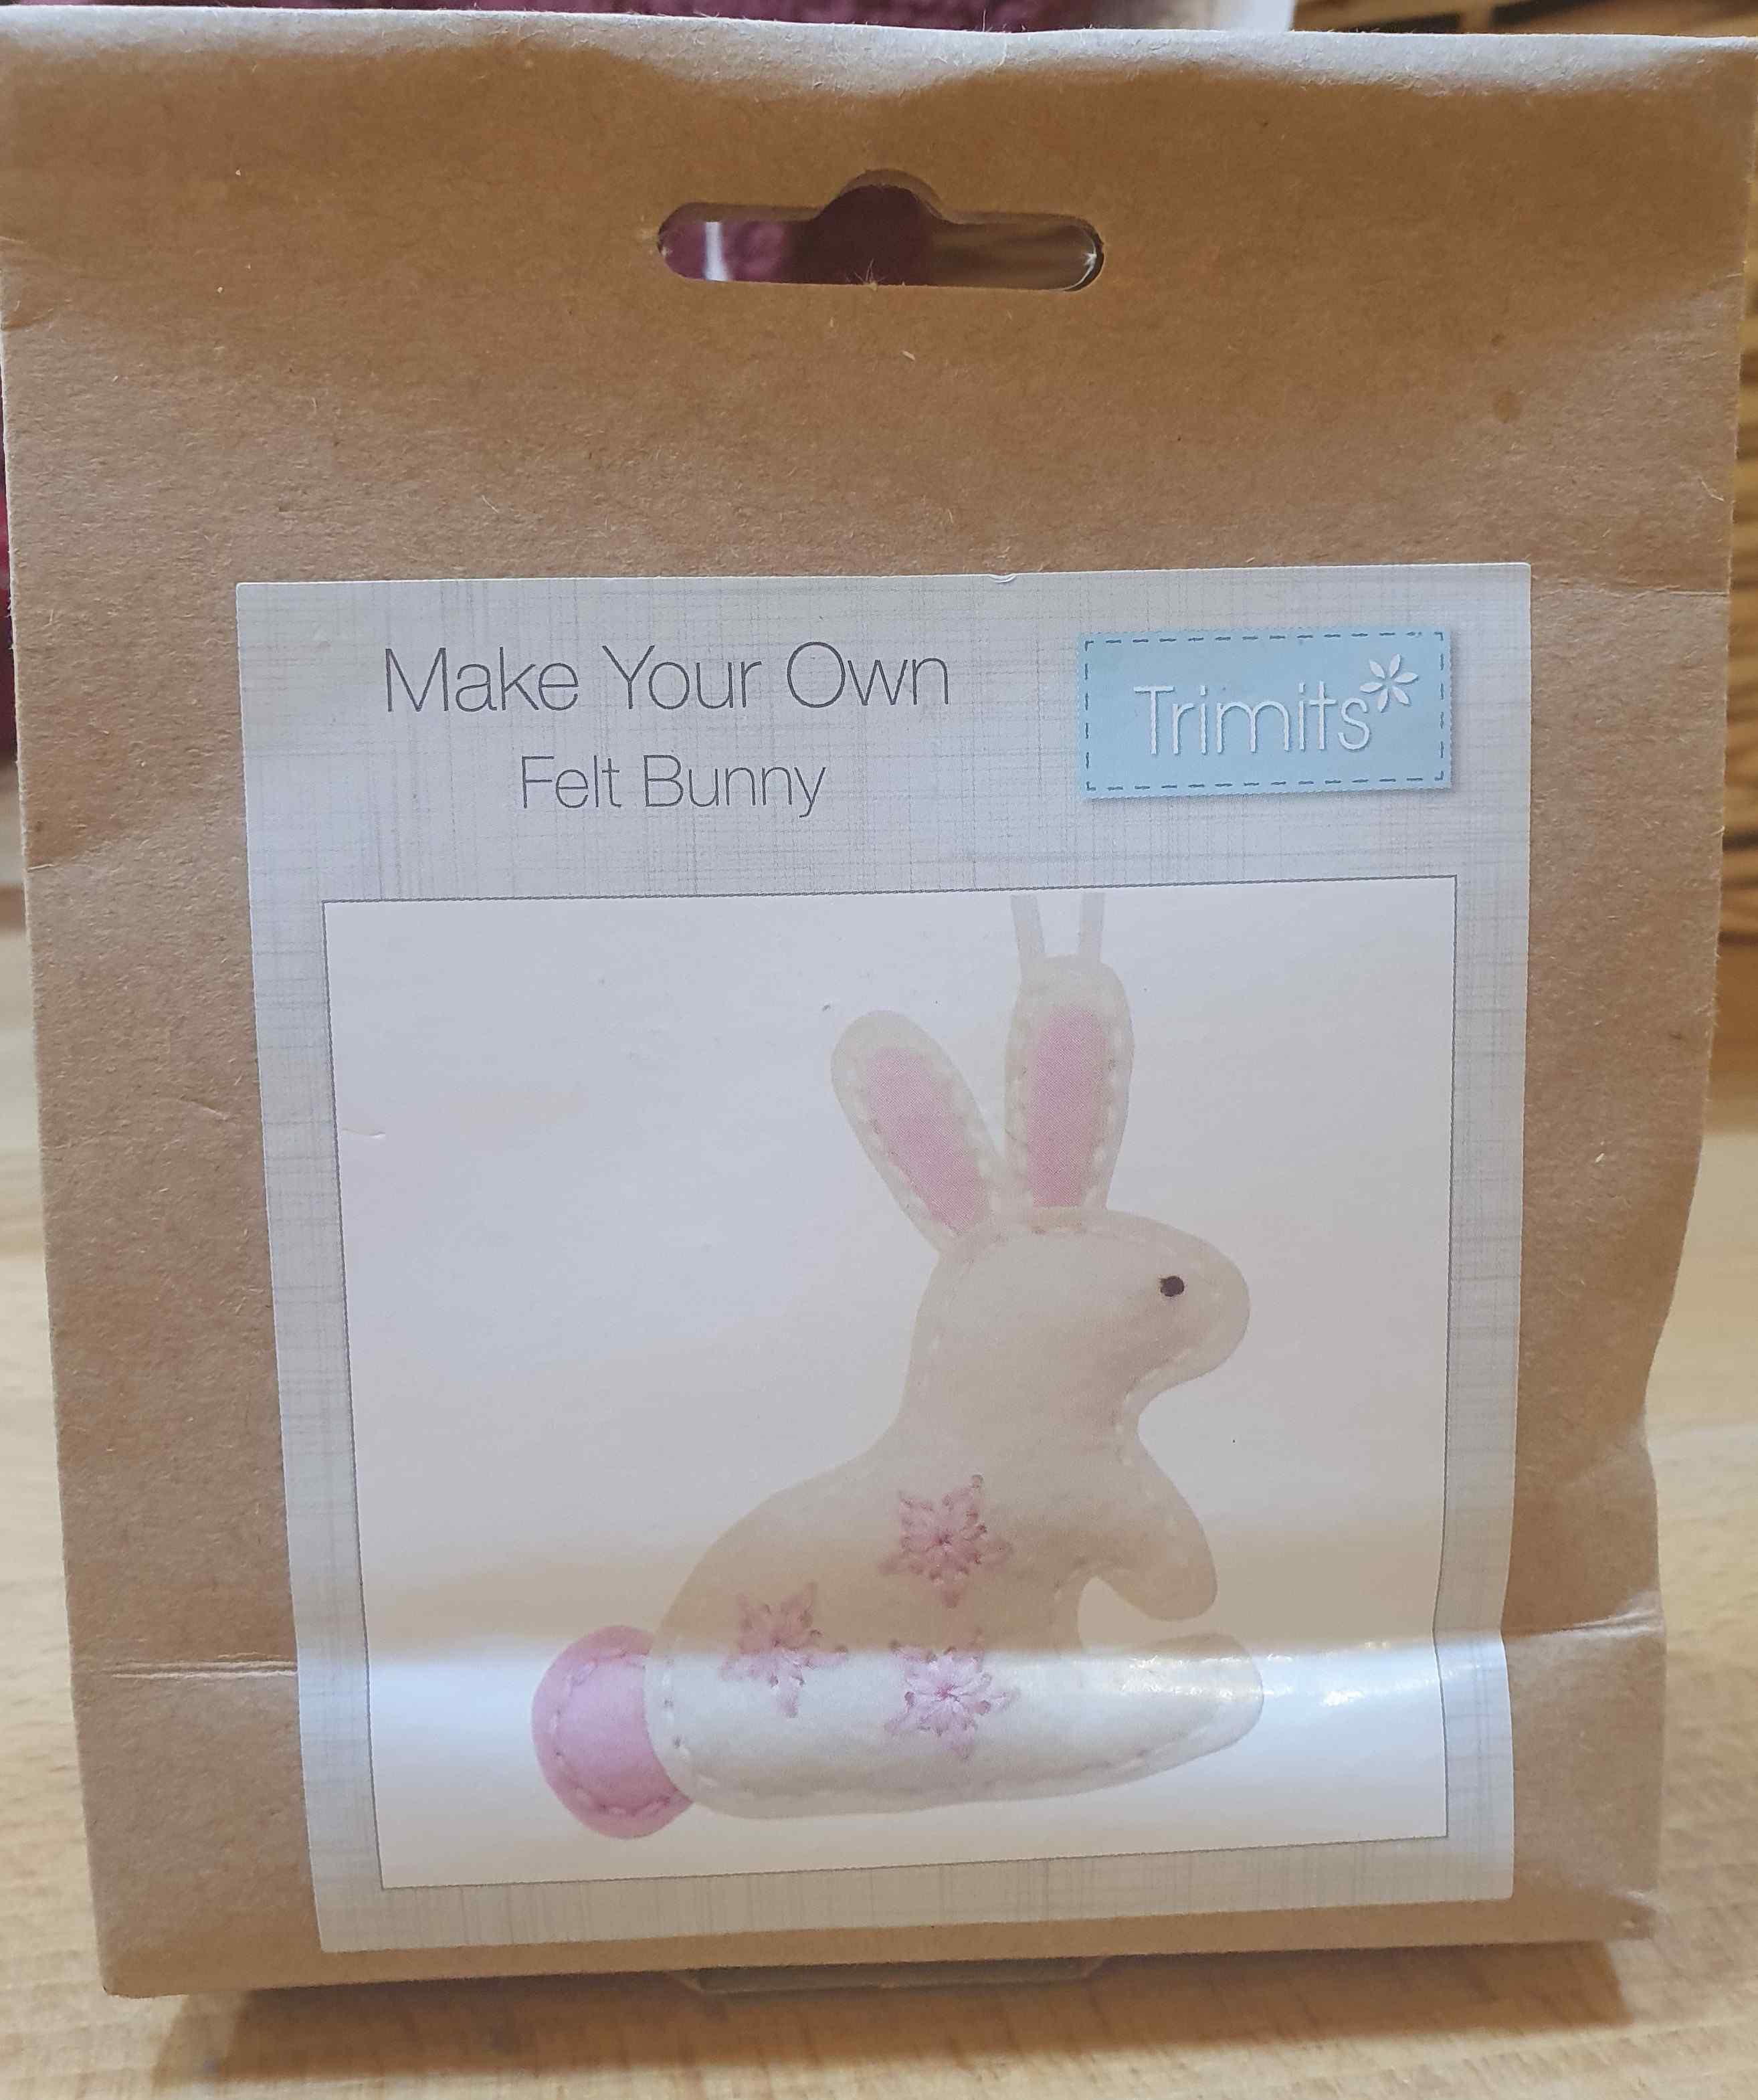 Make Your Own
Felt Bunny
Trimits